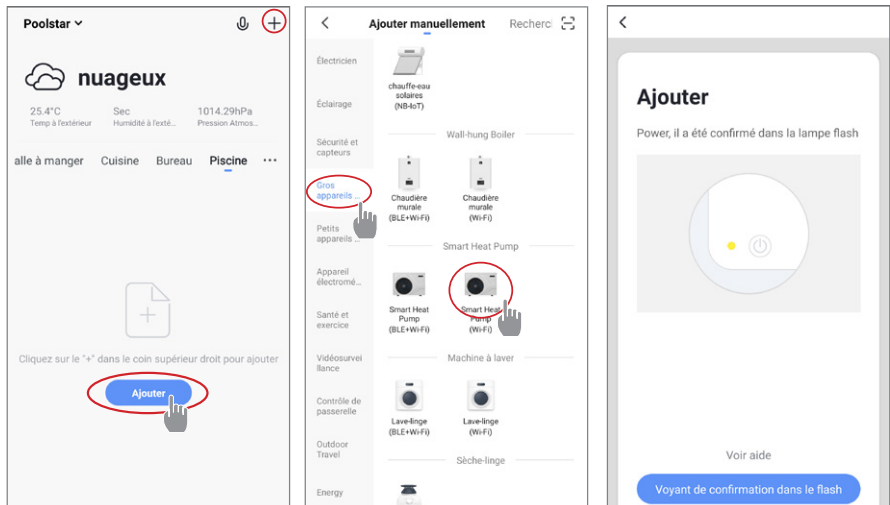 Poolstar
nuageux
25.4°C Sec 1014.29hPa
Temp à l'extérieur Humidité à l'exté... Pression Atmos...
alle à manger Cuisine Bureau Piscine ...
Cliquez sur le "+" dans le coin supérieur droit pour ajouter
Ajouter
Ajouter manuellement Recherc
Électricien
Éclairage
Sécurité et
capteurs
Gros
appareils ...
Petits
appareils ...
Appareil
électromé...
Santé et
exercice
Vidéosurvei
llance
Contrôle de
passerelle
Outdoor
Travel
Energy
chauffe-eau
solaires
(NB-IoT)
Wall-hung Boiler
Chaudière
murale
(BLE+Wi-Fi)
Chaudière
murale
(Wi-Fi)
Smart Heat Pump
Smart Heat
Pump
(BLE+Wi-Fi)
Smart Heat
Pump
(Wi-Fi)
Machine à laver
Lave-linge
(BLE+Wi-Fi)
Lave-linge
(Wi-Fi)
Sèche-linge
Ajouter
Power, il a été confirmé dans la lampe flash
Voir aide
Voyant de confirmation dans le flash